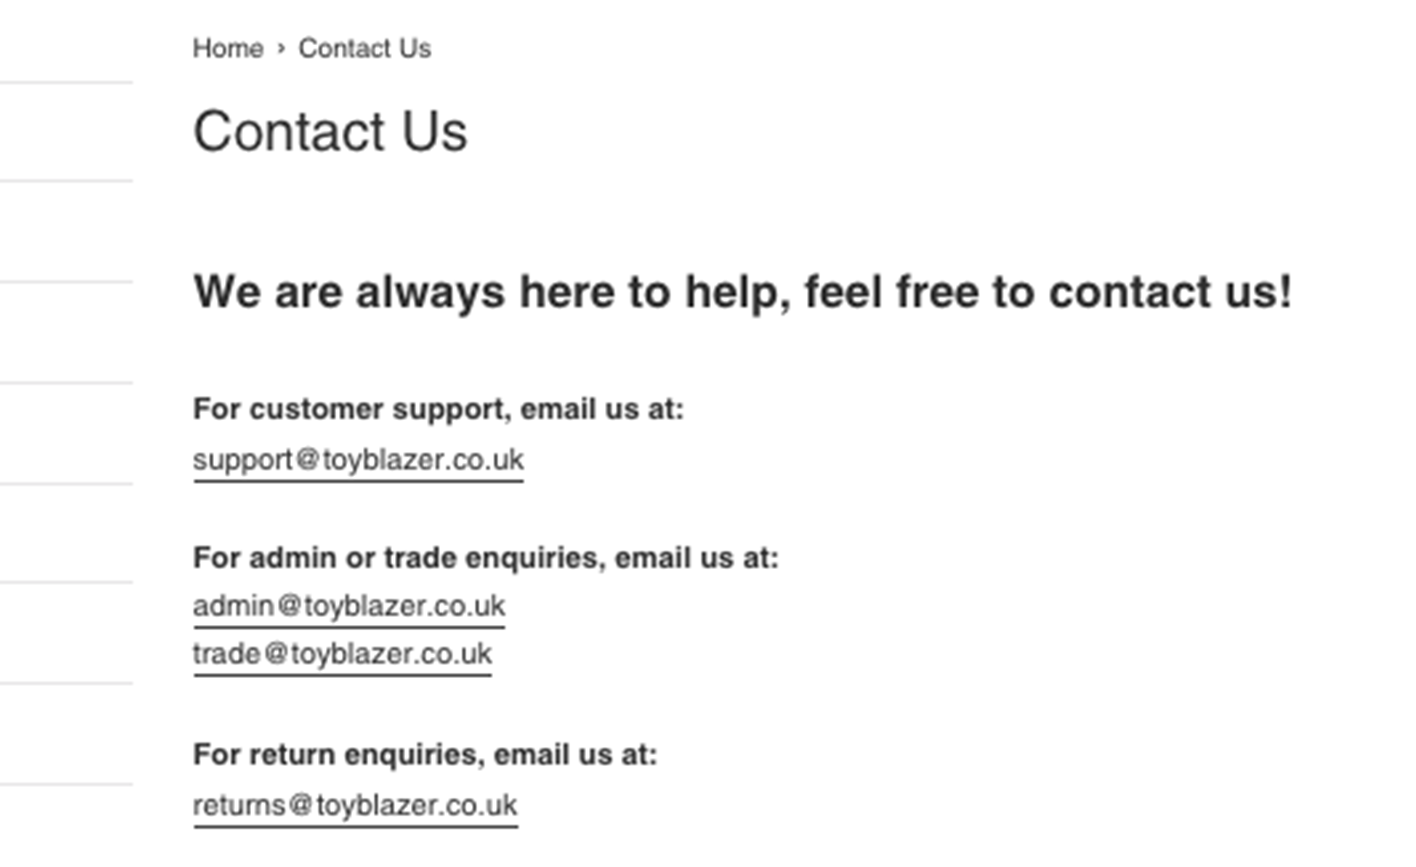 Home › Contact Us
Contact Us
We are always here to help, feel free to contact us!
For customer support, email us at:
support@toyblazer.co.uk
For admin or trade enquiries, email us at:
admin@toyblazer.co.uk
trade@toyblazer.co.uk
For return enquiries, email us at:
returns@toyblazer.co.uk